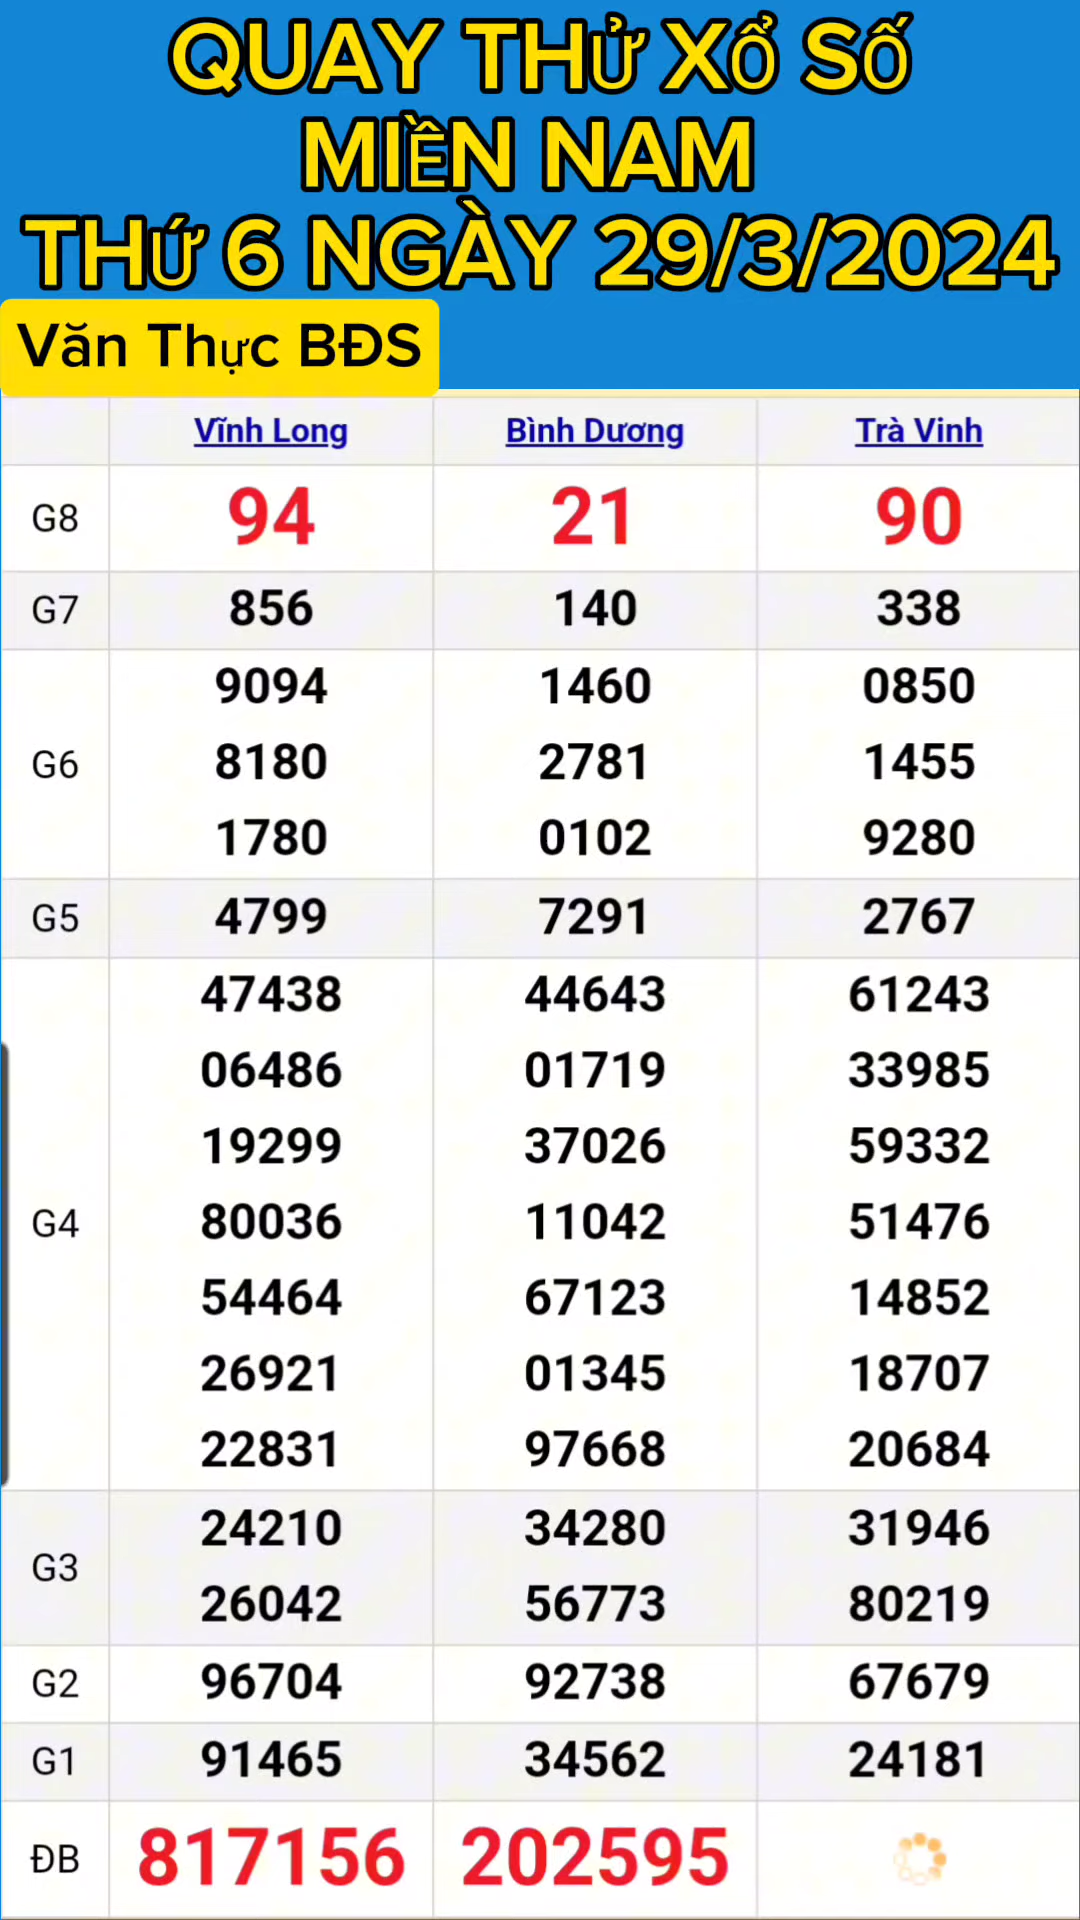 QUAY THỬ XỔ SỐ
MIỀN NAM
THỨ 6 NGÀY 29/3/2024
Văn Thực BĐS
Vĩnh Long Bình Dương Trà Vinh
G8 94 21 90
G7 856 140 338
9094 1460 0850
G6 8180 2781 1455
1780 0102 9280
G5 4799 7291 2767
47438 44643 61243
06486 01719 33985
19299 37026 59332
G4 80036 11042 51476
54464 67123 14852
26921 01345 18707
22831 97668 20684
G3 24210 34280 31946
26042 56773 80219
G2 96704 92738 67679
G1 91465 34562 24181
ĐB 817156 202595